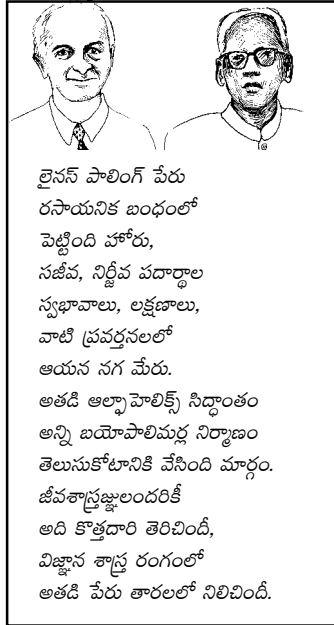 లైనస్ పాలింగ్ పేరు
రసాయనిక బంధంలో
పెట్టింది హోరు,
సజీవ, నిర్జీవ పదార్థాల
స్వభావాలు, లక్షణాలు,
వాటి ప్రవర్తనలలో
ఆయన నగ మేరు.
అతడి ఆల్ఫాహెలిక్స్ సిద్ధాంతం
అన్ని బయోపాలిమర్ల నిర్మాణం
తెలుసుకోటానికి వేసింది మార్గం.
జీవశాస్త్రజ్ఞులందరికీ
అది కొత్తదారి తెరిచిందీ,
విజ్ఞాన శాస్త్ర రంగంలో
అతడి పేరు తారలలో నిలిచిందీ.